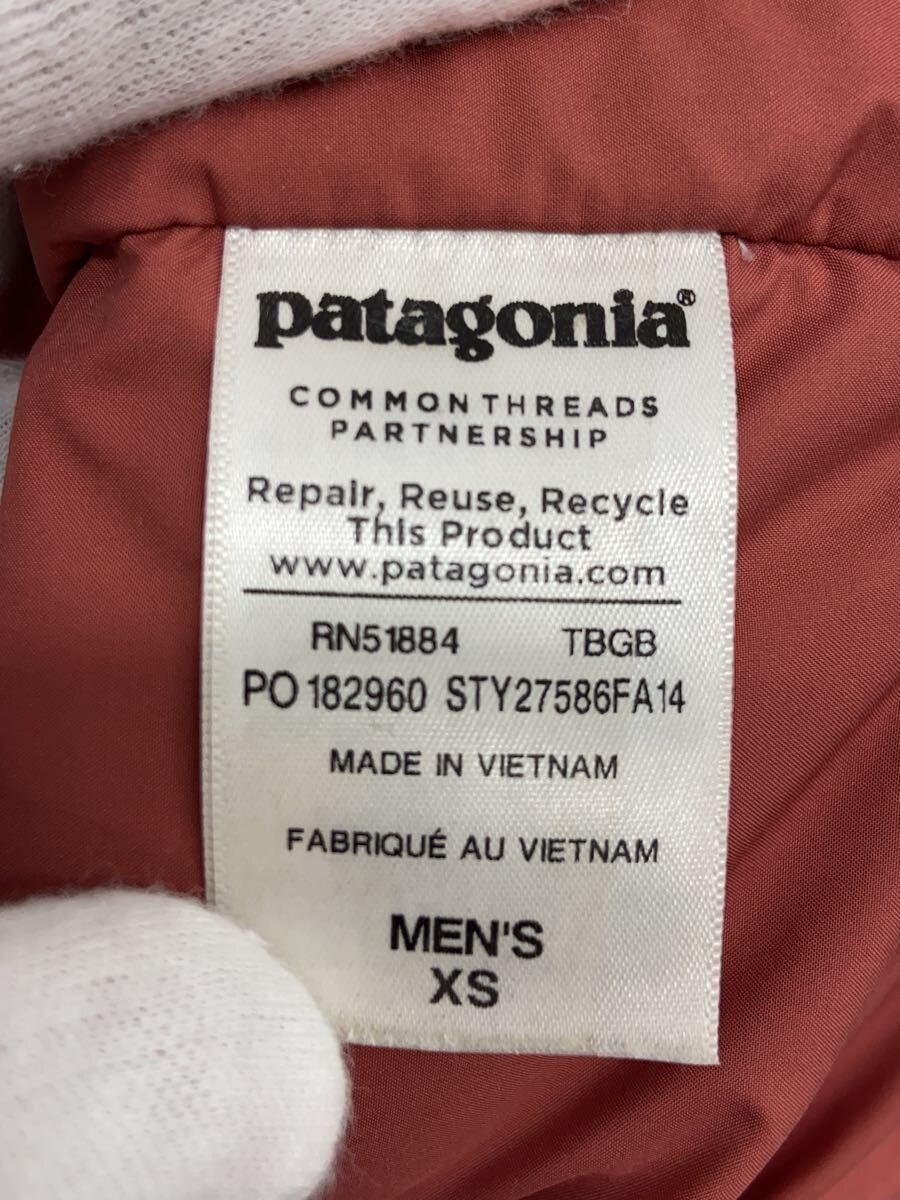 patagonia®
COMMON THREADS
PARTNERSHIP
Repair, Reuse, Recycle
This Product
www.patagonia.com
RN51884 TBGB
PO 182960 STY27586FA14
MADE IN VIETNAM
FABRIQUÉ AU VIETNAM
MEN'S
XS